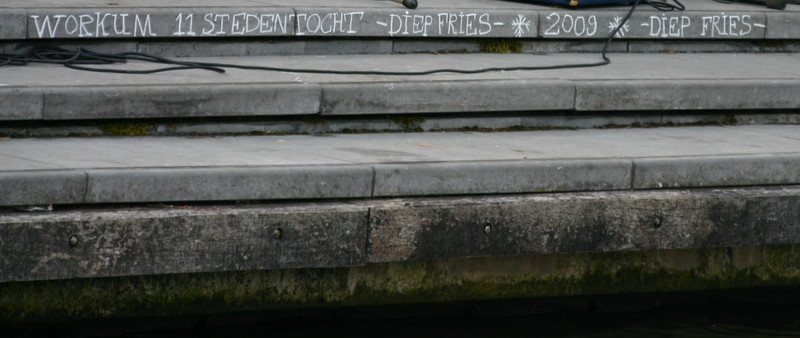 WORKUM 11 STEDENTOCHT -DIEP FRIES- ✳ 2009 ✳ -DIEP FRIES-